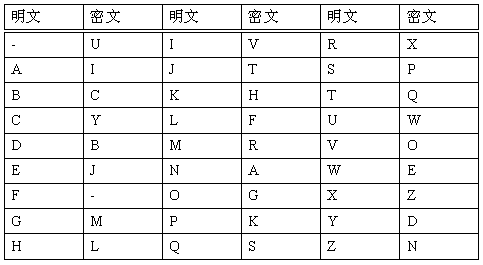 明文 密文 明文 密文 明文 密文
- U I V R X
A I J T S P
B C K H T Q
C Y L F U W
D B M R V O
E J N A W E
F - O G X Z
G M P K Y D
H L Q S Z N